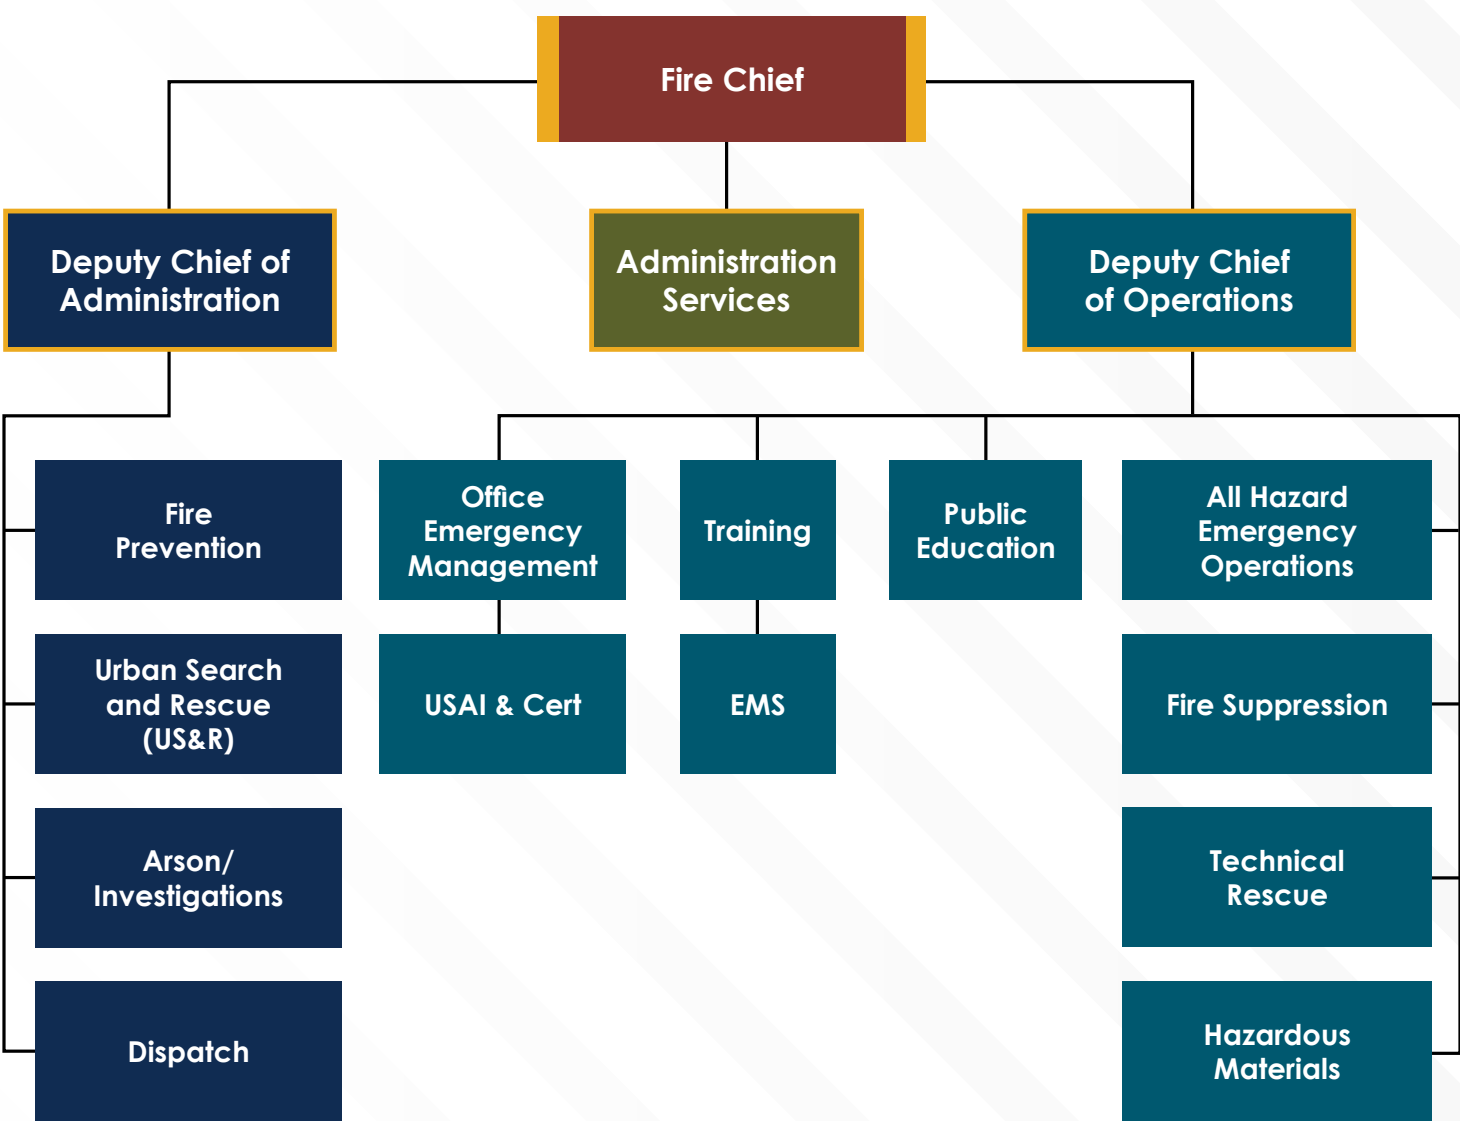 Fire Chief
Deputy Chief of
Administration
Administration
Services
Deputy Chief
of Operations
Fire
Prevention
Office
Emergency
Management
Training
Public
Education
All Hazard
Emergency
Operations
Urban Search
and Rescue
(US&R)
USAI & Cert
EMS
Fire Suppression
Arson/
Investigations
Technical
Rescue
Dispatch
Hazardous
Materials